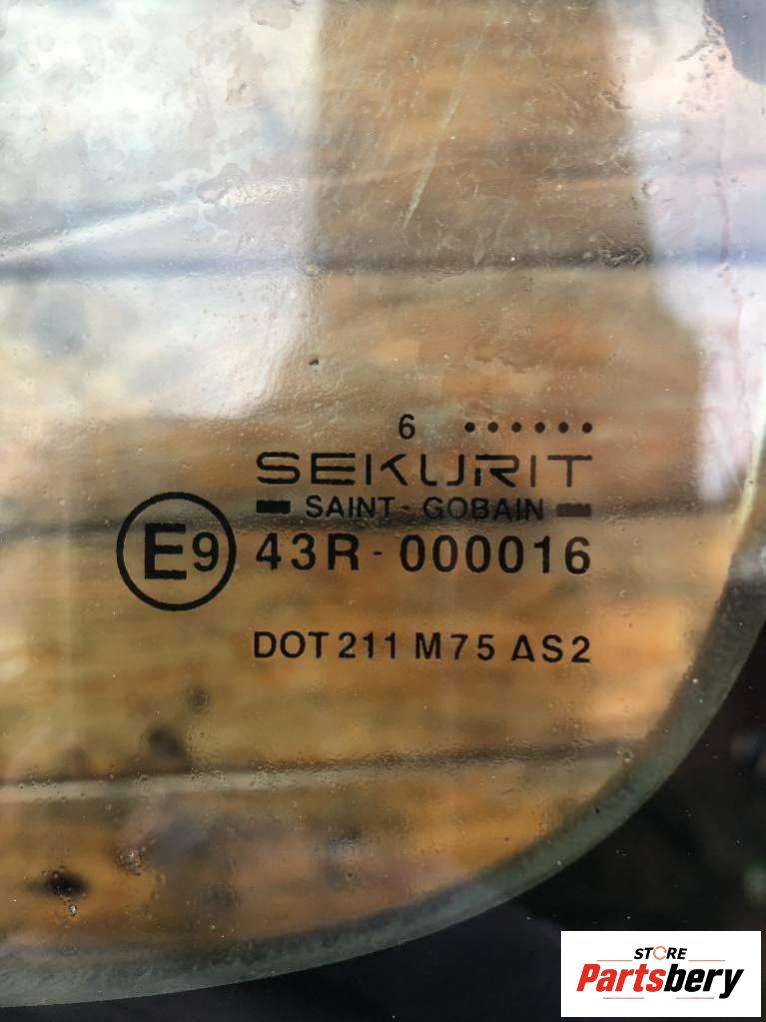 6 ••••••
SEKURIT
SAINT-GOBAIN
E9 43R-000016
DOT 211 M75 AS2
STORE
Partsbery